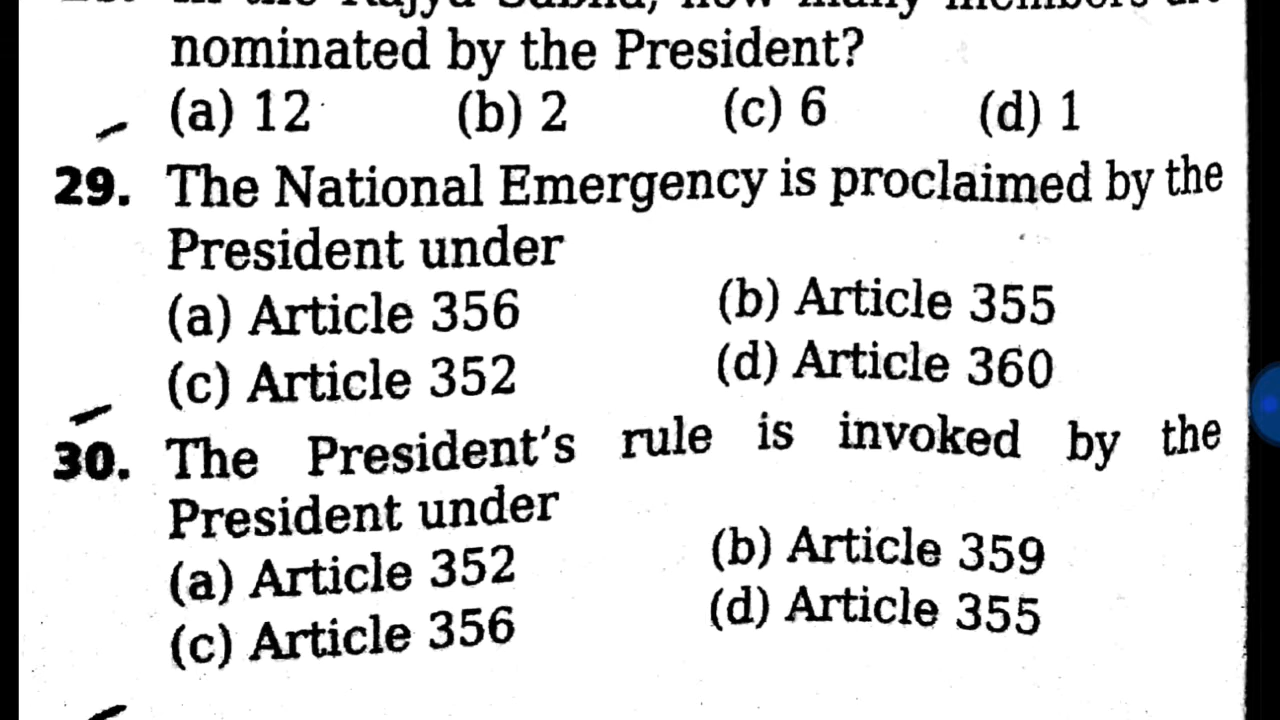 nominated by the President?
(a) 12 (b) 2 (c) 6 (d) 1
29. The National Emergency is proclaimed by the
President under
(a) Article 356 (b) Article 355
(c) Article 352 (d) Article 360
30. The President's rule is invoked by the
President under
(a) Article 352 (b) Article 359
(c) Article 356 (d) Article 355